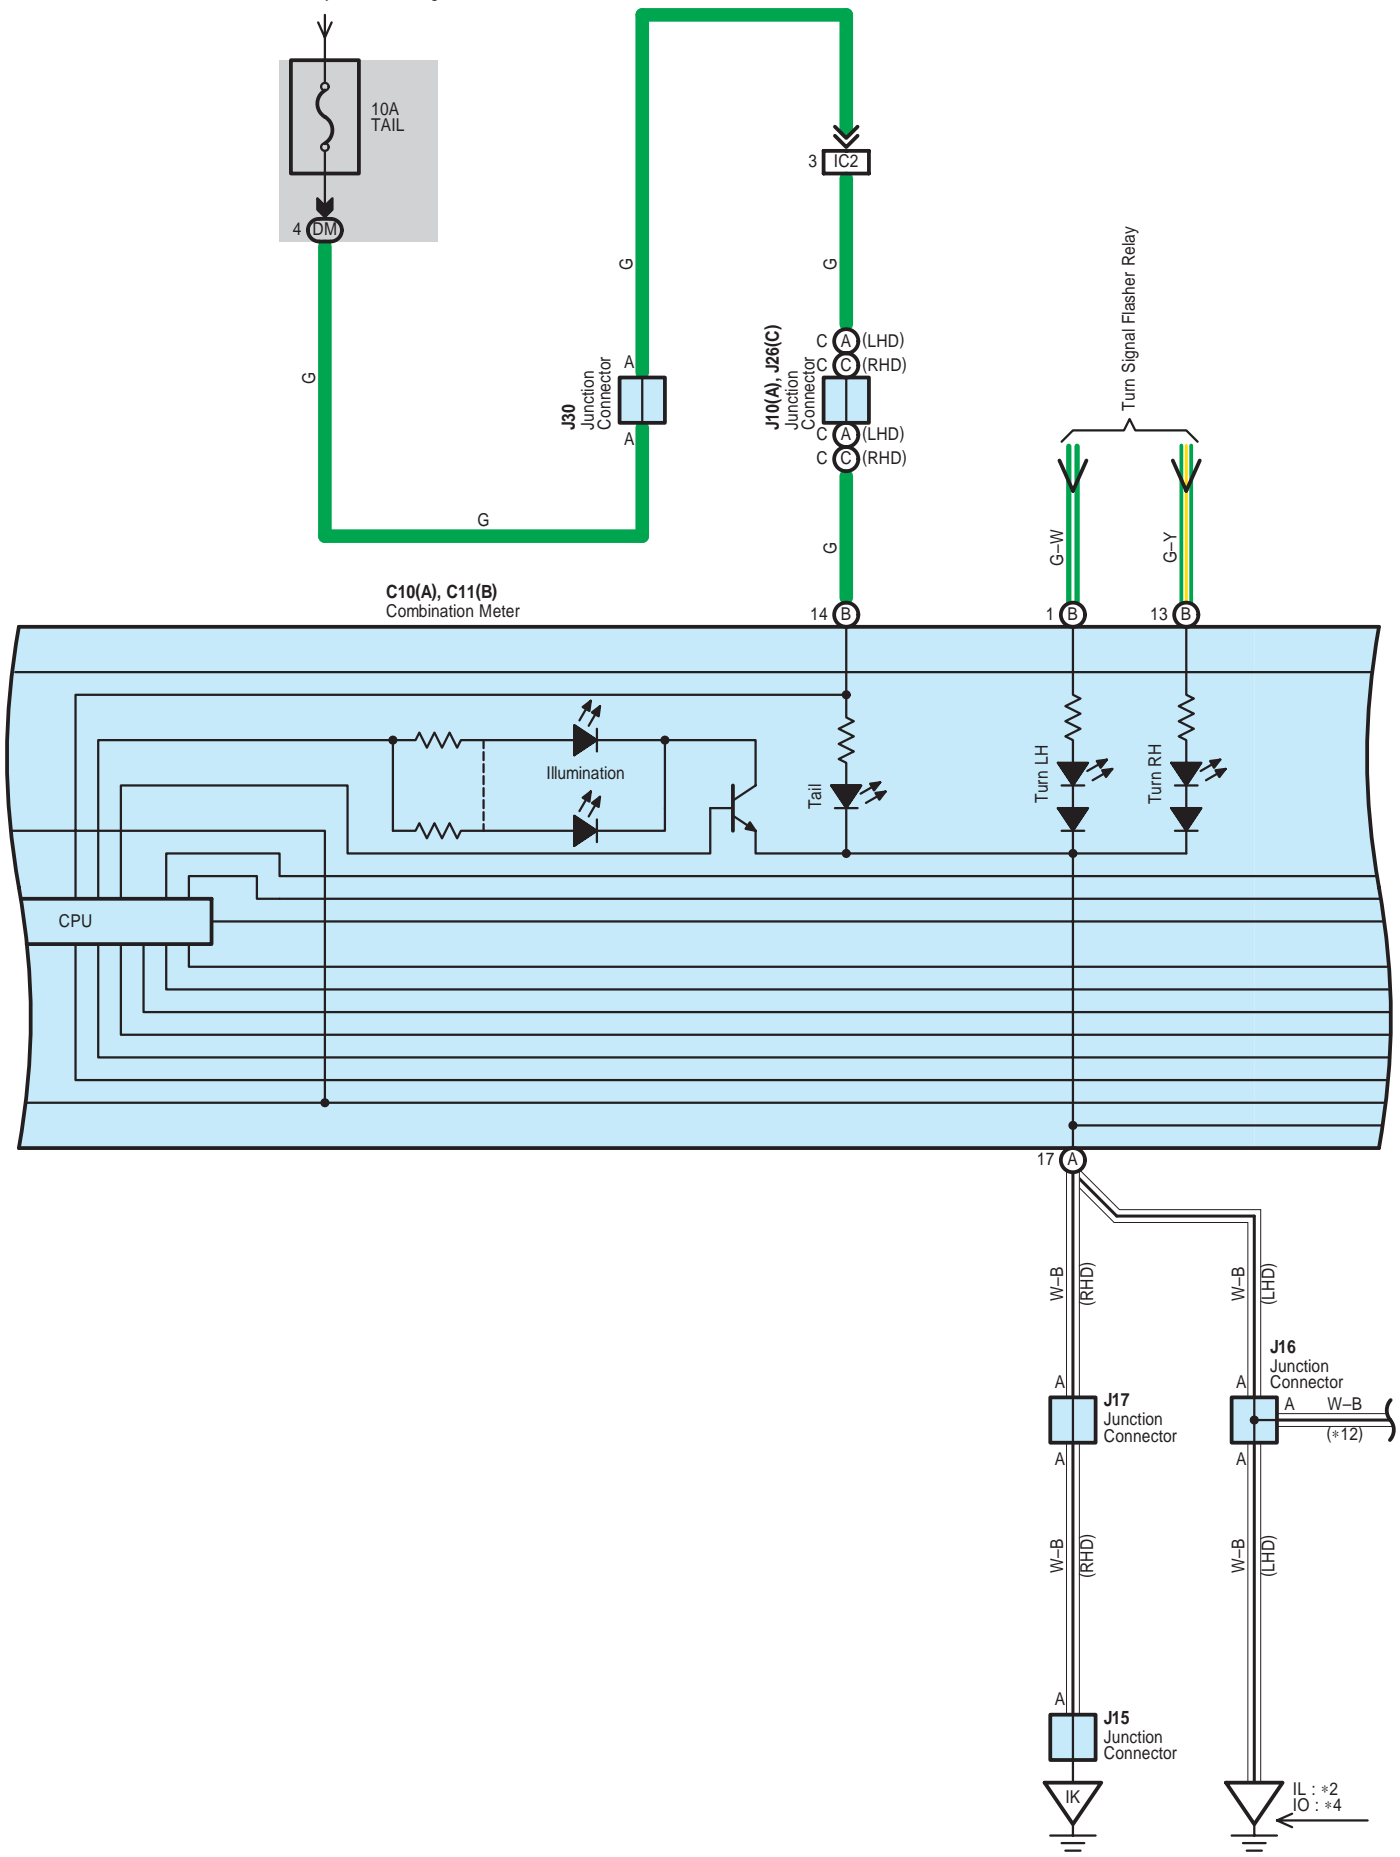 10A
TAIL
4 DM
G
G
G
A
J30
Junction
Connector
A
3 IC2
G
C A (LHD)
C C (RHD)
J10(A), J26(C)
Junction
Connector
C A (LHD)
C C (RHD)
G
Turn Signal Flasher Relay
G–W
G–Y
C10(A), C11(B)
Combination Meter
14 B
1 B
13 B
Illumination
Tail
Turn LH
Turn RH
CPU
17 A
W–B
(RHD)
W–B
(LHD)
A
J17
Junction
Connector
A
J16
Junction
Connector
A
A
W–B
(*12)
A
W–B
(RHD)
W–B
(LHD)
A
J15
Junction
Connector
IK
IL : *2
IO : *4